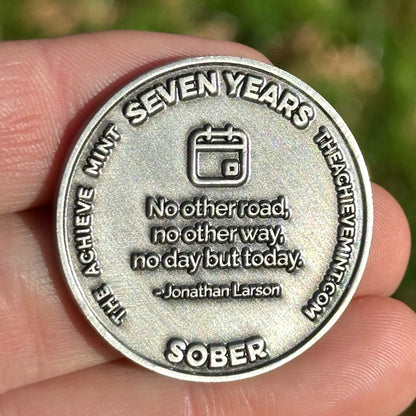 SEVEN YEARS
THE ACHIEVE MINT
THEACHIEVEMINT.COM
No other road,
no other way,
no day but today.
-Jonathan Larson
SOBER